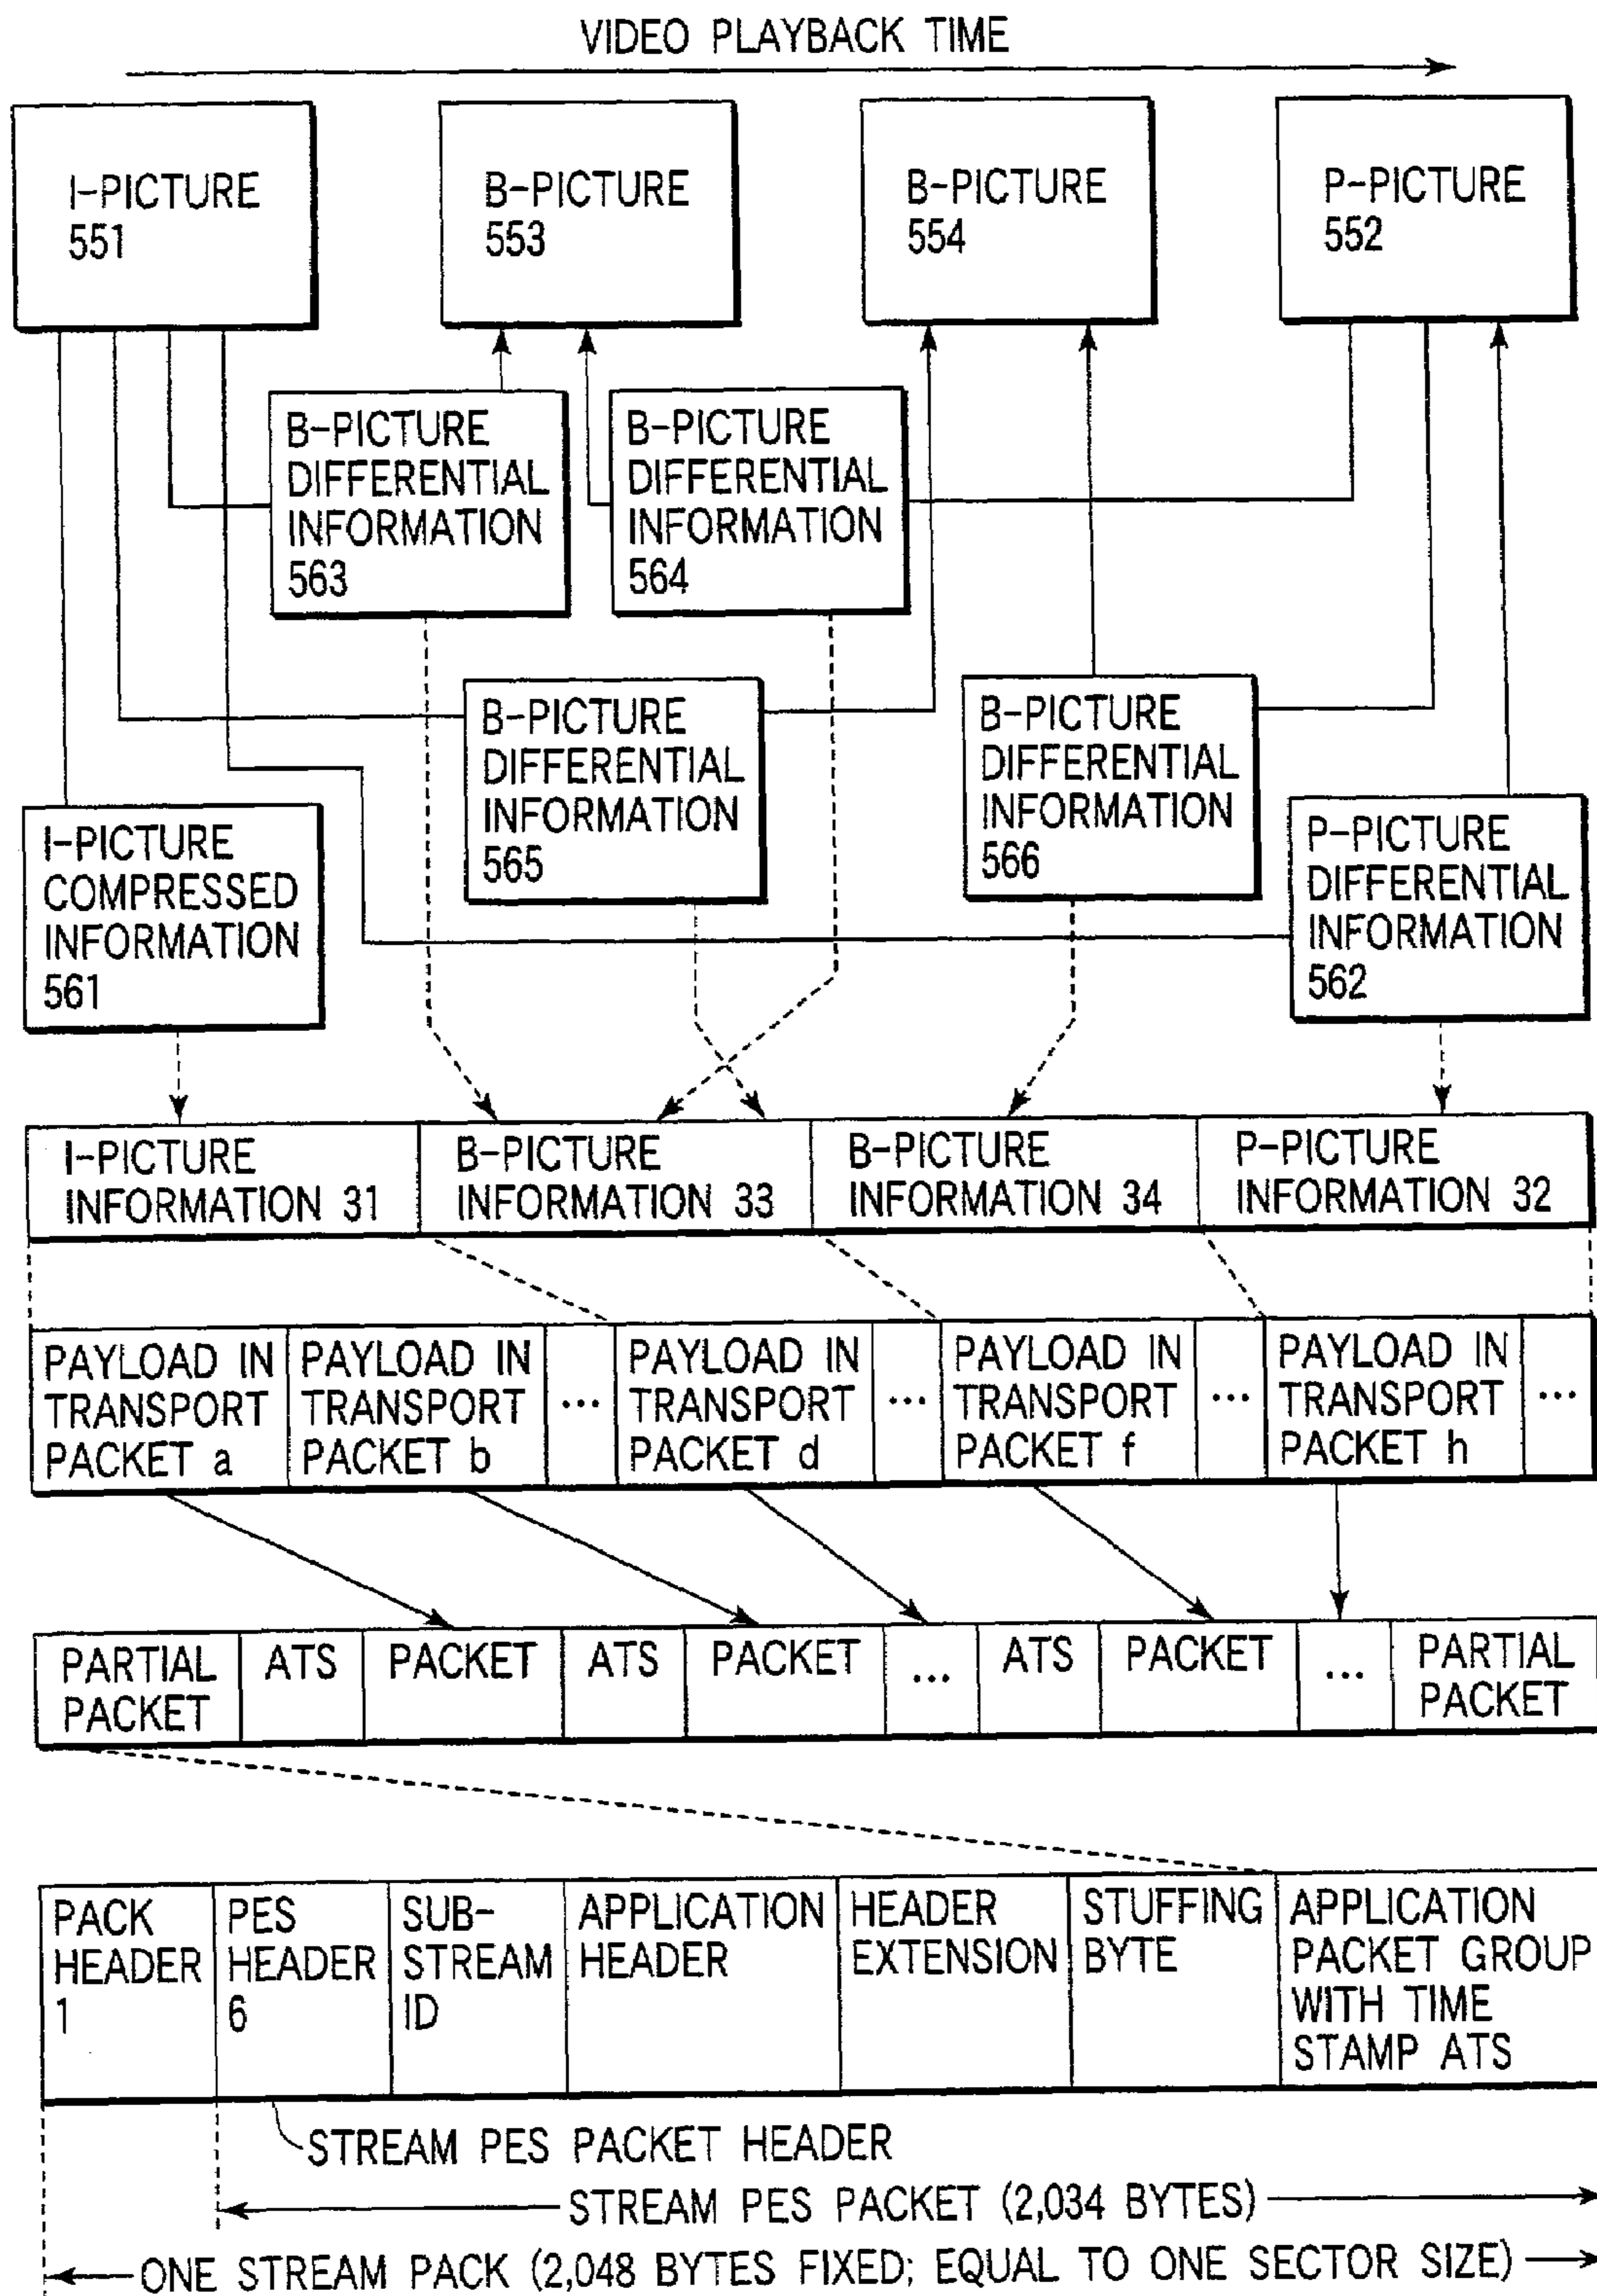 VIDEO PLAYBACK TIME
I-PICTURE
551
B-PICTURE
553
B-PICTURE
554
P-PICTURE
552
B-PICTURE
DIFFERENTIAL
INFORMATION
563
B-PICTURE
DIFFERENTIAL
INFORMATION
564
B-PICTURE
DIFFERENTIAL
INFORMATION
565
B-PICTURE
DIFFERENTIAL
INFORMATION
566
I-PICTURE
COMPRESSED
INFORMATION
561
P-PICTURE
DIFFERENTIAL
INFORMATION
562
I-PICTURE
INFORMATION 31
B-PICTURE
INFORMATION 33
B-PICTURE
INFORMATION 34
P-PICTURE
INFORMATION 32
PAYLOAD IN
TRANSPORT
PACKET a
PAYLOAD IN
TRANSPORT
PACKET b
...
PAYLOAD IN
TRANSPORT
PACKET d
...
PAYLOAD IN
TRANSPORT
PACKET f
...
PAYLOAD IN
TRANSPORT
PACKET h
...
PARTIAL
PACKET
ATS
PACKET
ATS
PACKET
...
ATS
PACKET
...
PARTIAL
PACKET
PACK
HEADER
1
PES
HEADER
6
SUB-
STREAM
ID
APPLICATION
HEADER
HEADER
EXTENSION
STUFFING
BYTE
APPLICATION
PACKET GROUP
WITH TIME
STAMP ATS
STREAM PES PACKET HEADER
STREAM PES PACKET (2,034 BYTES)
ONE STREAM PACK (2,048 BYTES FIXED; EQUAL TO ONE SECTOR SIZE)